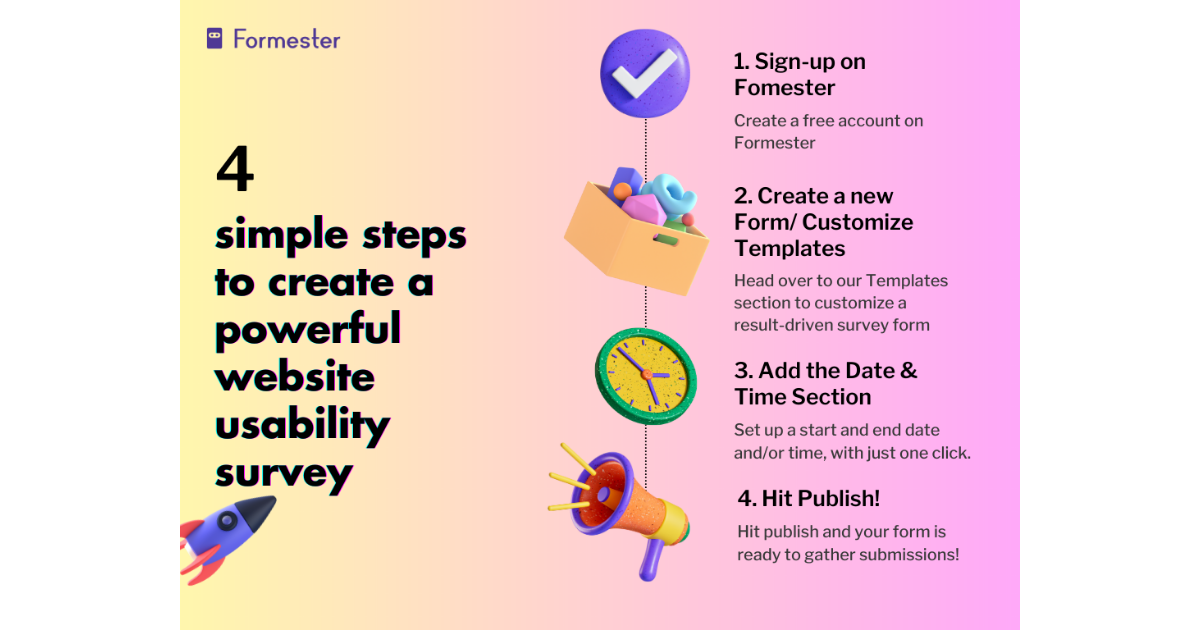 Formester
4
simple steps
to create a
powerful
website
usability
survey
1. Sign-up on
Fomester
Create a free account on
Formester
2. Create a new
Form/ Customize
Templates
Head over to our Templates
section to customize a
result-driven survey form
3. Add the Date &
Time Section
Set up a start and end date
and/or time, with just one click.
4. Hit Publish!
Hit publish and your form is
ready to gather submissions!